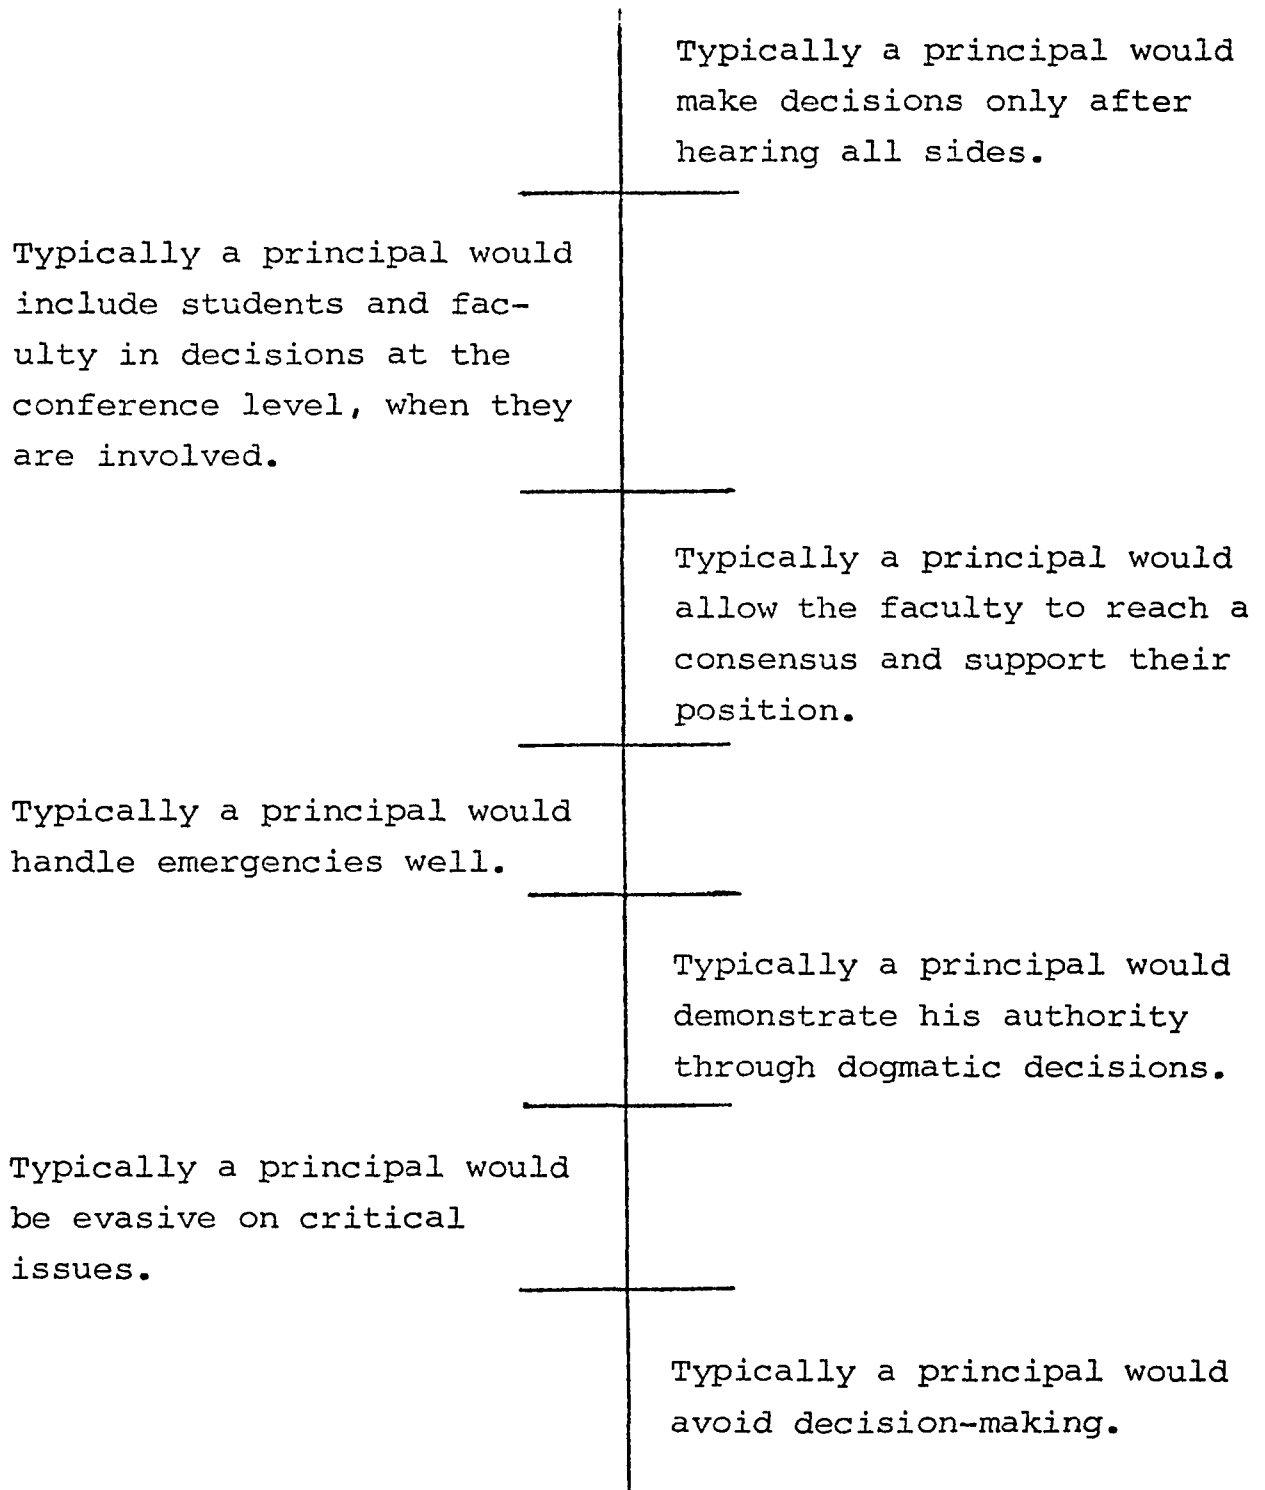 Typically a principal would
make decisions only after
hearing all sides.
Typically a principal would
include students and fac-
ulty in decisions at the
conference level, when they
are involved.
Typically a principal would
allow the faculty to reach a
consensus and support their
position.
Typically a principal would
handle emergencies well.
Typically a principal would
demonstrate his authority
through dogmatic decisions.
Typically a principal would
be evasive on critical
issues.
Typically a principal would
avoid decision-making.